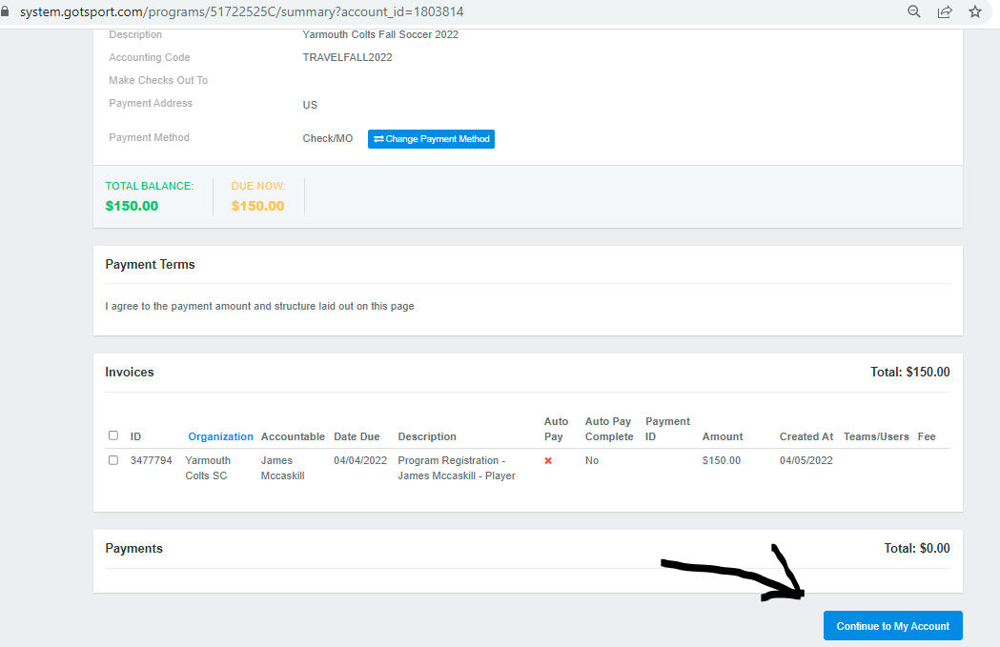 system.gotsport.com/programs/51722525C/summary?account_id=1803814
Description Yarmouth Colts Fall Soccer 2022
Accounting Code TRAVELFALL2022
Make Checks Out To
Payment Address US
Payment Method Check/MO Change Payment Method
TOTAL BALANCE: DUE NOW:
$150.00 $150.00
Payment Terms
I agree to the payment amount and structure laid out on this page
Invoices Total: $150.00
Auto Auto Pay Payment
ID Organization Accountable Date Due Description Pay Complete ID Amount Created At Teams/Users Fee
3477794 Yarmouth James 04/04/2022 Program Registration - No $150.00 04/05/2022
Colts SC Mccaskill James Mccaskill - Player
Payments Total: $0.00
Continue to My Account